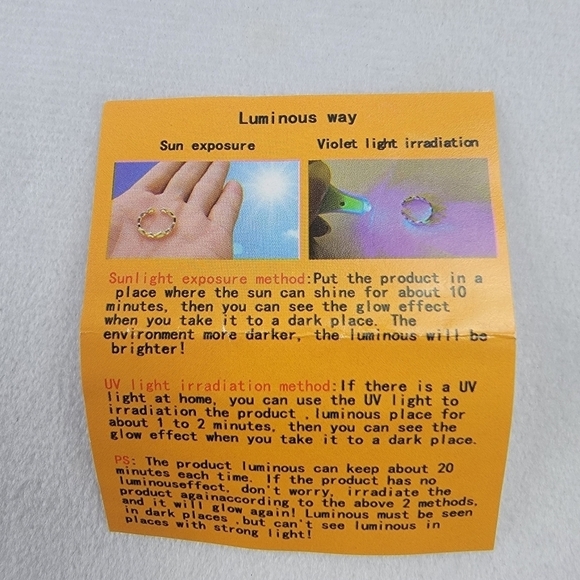 Luminous way
Sun exposure
Violet light irradiation
Sunlight exposure method:Put the product in a
place where the sun can shine for about 10
minutes, then you can see the glow effect
when you take it to a dark place. The
environment more darker, the luminous will be
brighter!
UV light irradiation method:If there is a UV
light at home, you can use the UV light to
irradiation the product ,luminous place for
about 1 to 2 minutes, then you can see the
glow effect when you take it to a dark place.
PS: The product luminous can keep about 20
minutes each time. If the product has no
luminouseffect, don't worry, irradiate the
product againaccording to the above 2 methods,
and it will glow again! Luminous must be seen
in dark places ,but can't see luminous in
places with strong light!